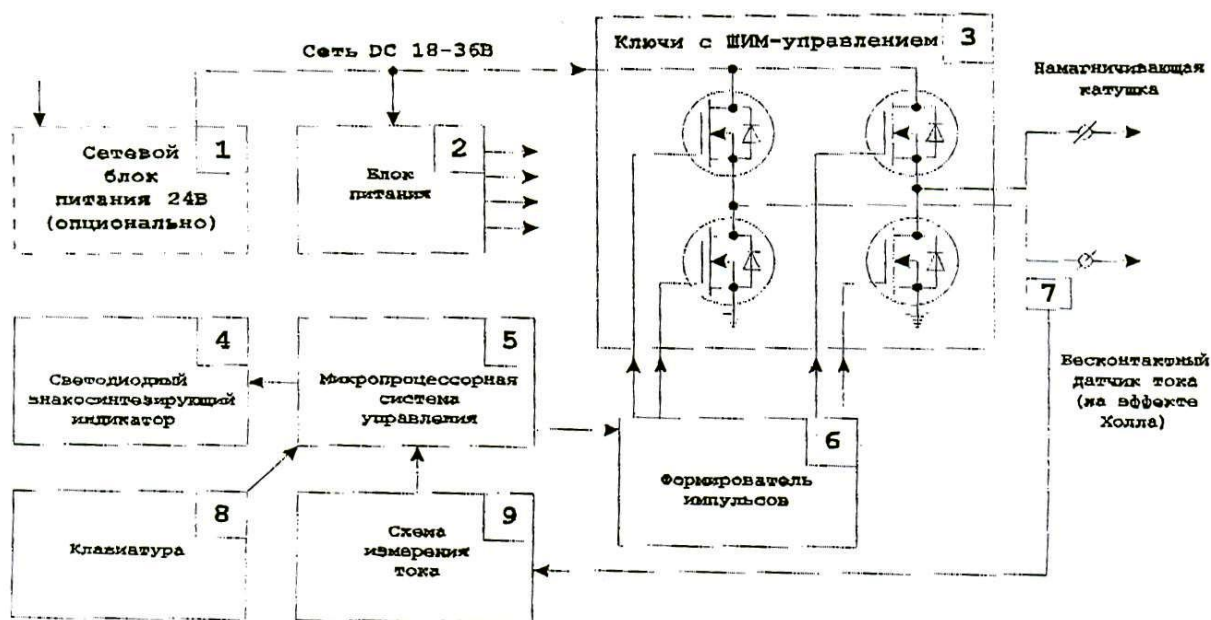 Сеть DC 18-36В
Ключи с ШИМ-управлением
3
Намагничивающая
катушка
1
Сетевой
блок
питания 24В
(опционально)
2
Блок
питания
7
Бесконтактный
датчик тока
(на эффекте
Холла)
4
Светодиодный
знакосинтезирующий
индикатор
5
Микропроцессорная
система
управления
6
Формирователь
импульсов
8
Клавиатура
9
Схема
измерения
тока